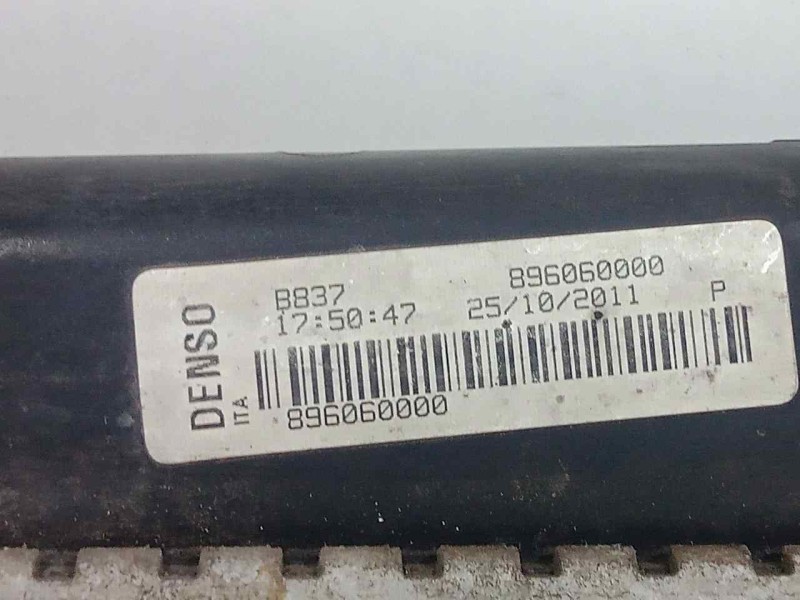 DENSO
ITA
B837 896060000
17:50:47 25/10/2011 P
896060000